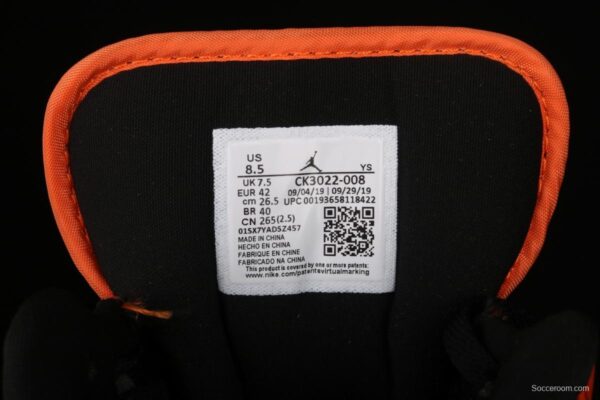 US
8.5 YS
UK 7.5 CK3022-008
EUR 42 09/04/19 | 09/29/19
cm 26.5 UPC 00193658118422
BR 40
CN 265(2.5)
01SX7YADSZ457
MADE IN CHINA
HECHO EN CHINA
FABRIQUE EN CHINE
FABRICADO NA CHINA
This product is covered by one or more patents:
www.nike.com/patentsvirtualmarking
Socceroom.com